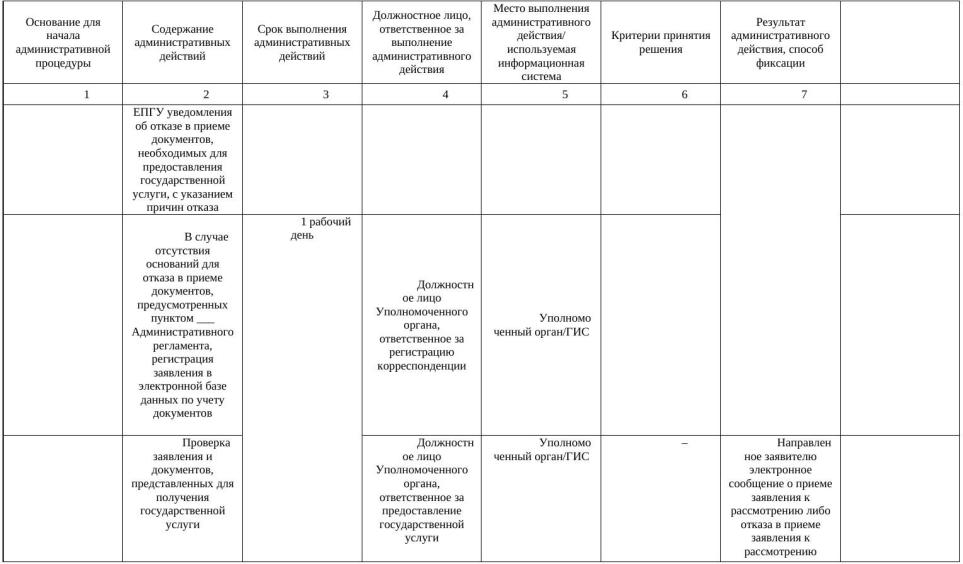 Основание для
начала
административной
процедуры
Содержание
административных
действий
Срок выполнения
административных
действий
Должностное лицо,
ответственное за
выполнение
административного
действия
Место выполнения
административного
действия/
используемая
информационная
система
Критерии принятия
решения
Результат
административного
действия, способ
фиксации
1
2
3
4
5
6
7
ЕПГУ уведомления
об отказе в приеме
документов,
необходимых для
предоставления
государственной
услуги, с указанием
причин отказа
В случае
отсутствия
оснований для
отказа в приеме
документов,
предусмотренных
пунктом ___
Административного
регламента,
регистрация
заявления в
электронной базе
данных по учету
документов
1 рабочий
день
Должностн
ое лицо
Уполномоченного
органа,
ответственное за
регистрацию
корреспонденции
Уполномо
ченный орган/ГИС
Проверка
заявления и
документов,
представленных для
получения
государственной
услуги
Должностн
ое лицо
Уполномоченного
органа,
ответственное за
предоставление
государственной
услуги
Уполномо
ченный орган/ГИС
–
Направлен
ное заявителю
электронное
сообщение о приеме
заявления к
рассмотрению либо
отказа в приеме
заявления к
рассмотрению